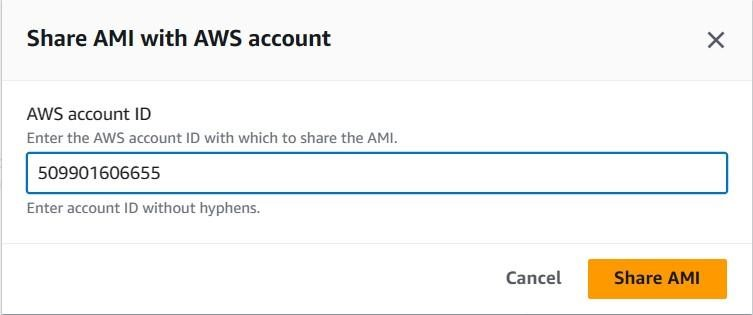 Share AMI with AWS account
AWS account ID
Enter the AWS account ID with which to share the AMI.
509901606655
Enter account ID without hyphens.
Cancel Share AMI